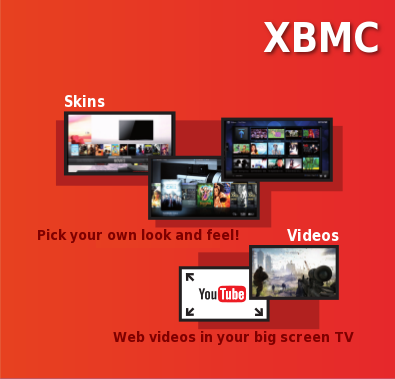 XBMC
Skins
Pick your own look and feel!
Videos
YouTube
Web videos in your big screen TV